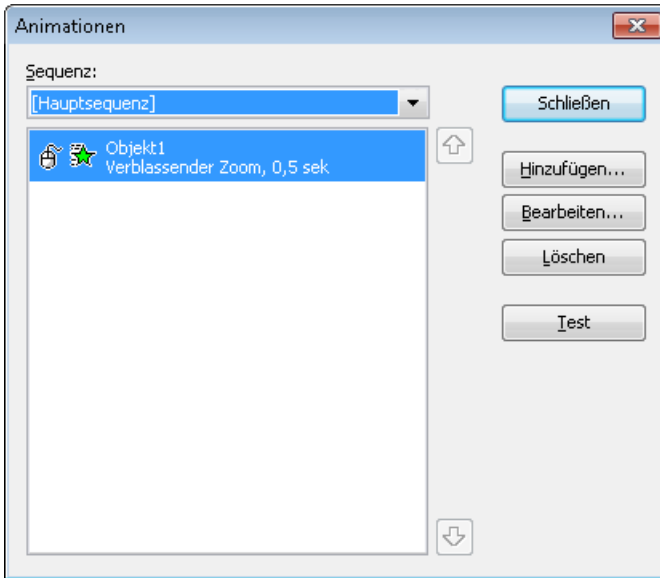 Animationen
Sequenz:
[Hauptsequenz]
Schließen
Objekt1
Verblassender Zoom, 0,5 sek
Hinzufügen...
Bearbeiten...
Löschen
Test